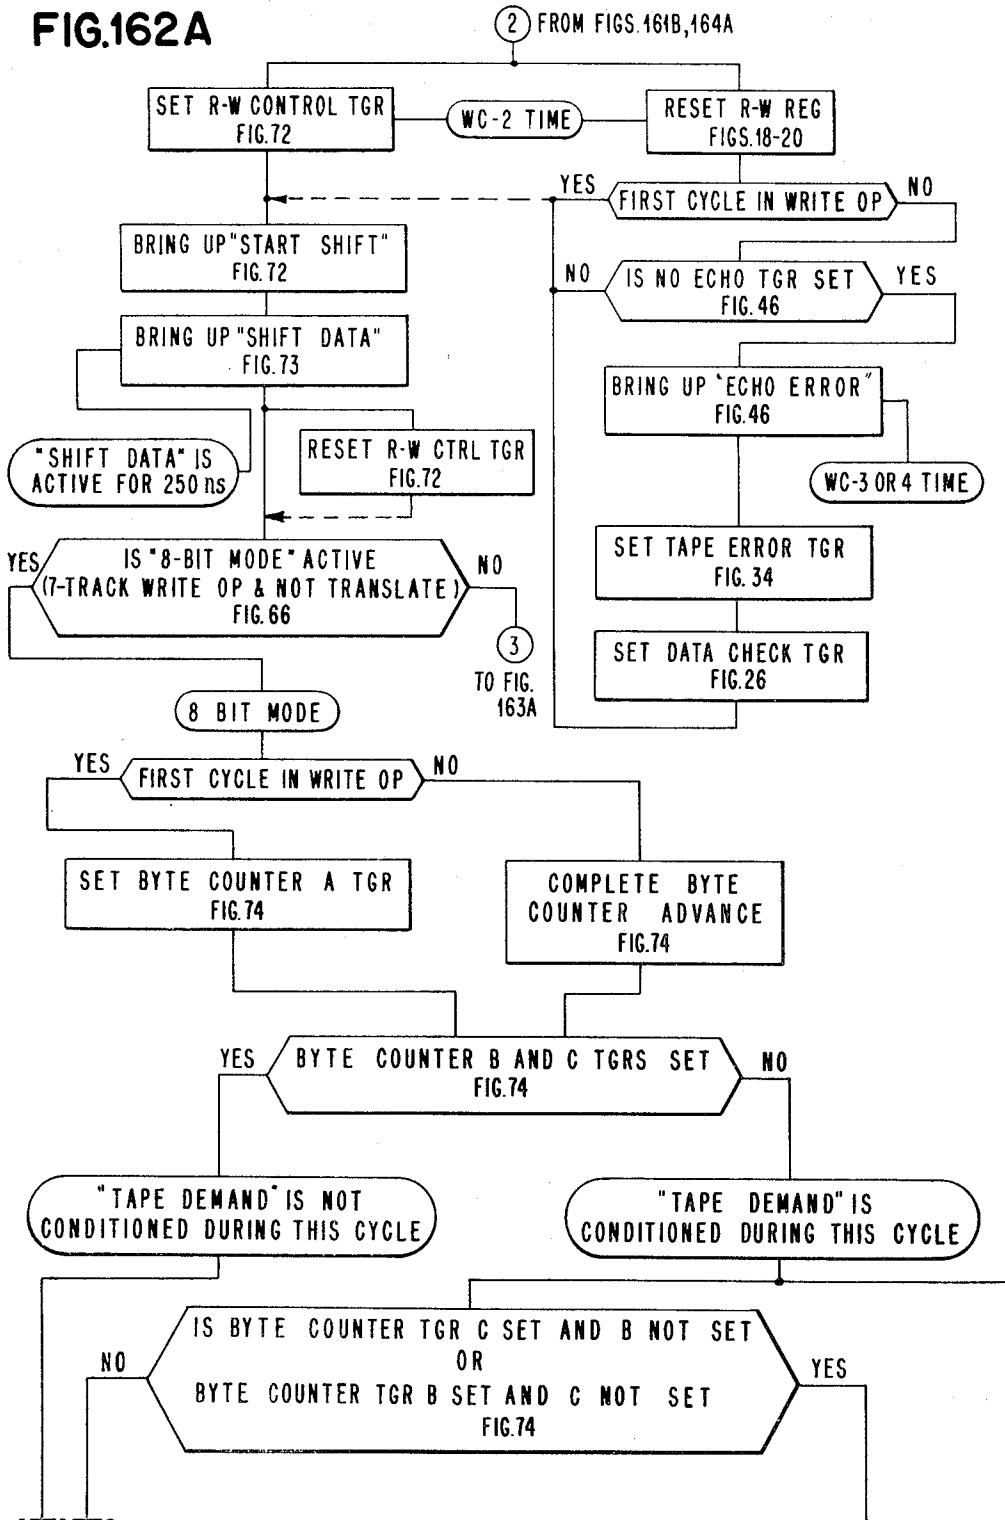 FIG.162A
2 FROM FIGS. 161B, 164A
SET R-W CONTROL TGR
FIG.72
WC-2 TIME
RESET R-W REG
FIGS.18-20
YES
FIRST CYCLE IN WRITE OP
NO
BRING UP "START SHIFT"
FIG.72
NO
IS NO ECHO TGR SET
FIG.46
YES
BRING UP "SHIFT DATA"
FIG.73
BRING UP "ECHO ERROR"
FIG.46
"SHIFT DATA" IS
ACTIVE FOR 250 ns
RESET R-W CTRL TGR
FIG.72
WC-3 OR 4 TIME
SET TAPE ERROR TGR
FIG. 34
YES
IS "8-BIT MODE" ACTIVE
(7-TRACK WRITE OP & NOT TRANSLATE)
FIG.66
NO
3
TO FIG.
163A
SET DATA CHECK TGR
FIG.26
8 BIT MODE
YES
FIRST CYCLE IN WRITE OP
NO
SET BYTE COUNTER A TGR
FIG.74
COMPLETE BYTE
COUNTER ADVANCE
FIG.74
YES
BYTE COUNTER B AND C TGRS SET
FIG.74
NO
"TAPE DEMAND" IS NOT
CONDITIONED DURING THIS CYCLE
"TAPE DEMAND" IS
CONDITIONED DURING THIS CYCLE
NO
IS BYTE COUNTER TGR C SET AND B NOT SET
OR
BYTE COUNTER TGR B SET AND C NOT SET
FIG.74
YES